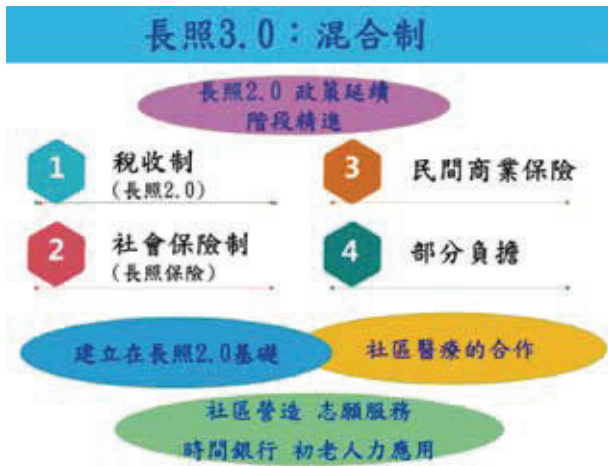 長照3.0：混合制
長照2.0 政策延續
階段精進
1 稅收制
(長照2.0)
2 社會保險制
(長照保險)
3 民間商業保險
4 部分負擔
建立在長照2.0基礎
社區醫療的合作
社區營造 志願服務
時間銀行 初老人力應用